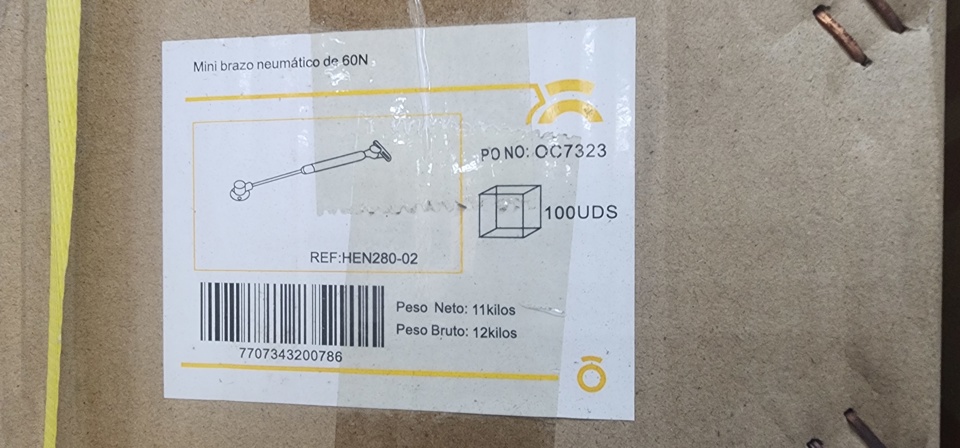 Mini brazo neumático de 60N
PO NO: OC7323
100UDS
REF:HEN280-02
Peso Neto: 11kilos
Peso Bruto: 12kilos
7707343200786